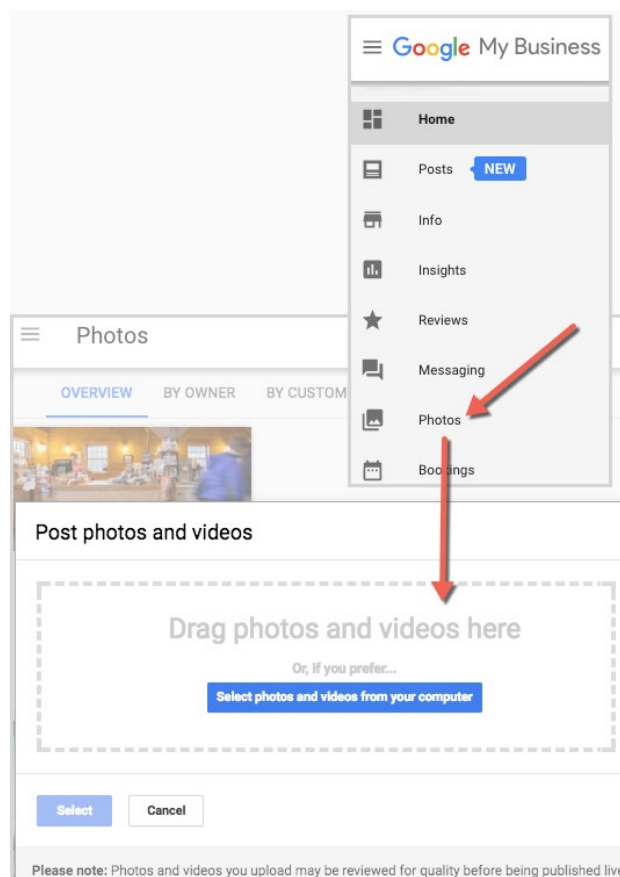 Google My Business
Home
Posts NEW
Info
Insights
Reviews
Messaging
Photos
Bookings
Photos
OVERVIEW BY OWNER BY CUSTOM
Post photos and videos
Drag photos and videos here
Or, if you prefer...
Select photos and videos from your computer
Select Cancel
Please note: Photos and videos you upload may be reviewed for quality before being published live